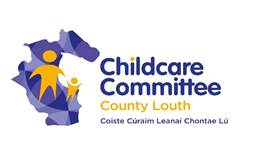 Childcare
Committee
County Louth
Coiste Cúraim Leanaí Chontae Lú